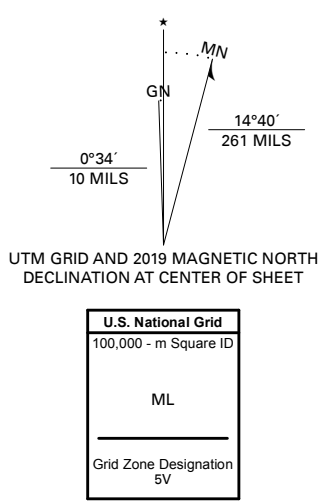 ★
MN
GN
14°40´
261 MILS
0°34´
10 MILS
UTM GRID AND 2019 MAGNETIC NORTH
DECLINATION AT CENTER OF SHEET
U.S. National Grid
100,000 - m Square ID
ML
Grid Zone Designation
5V